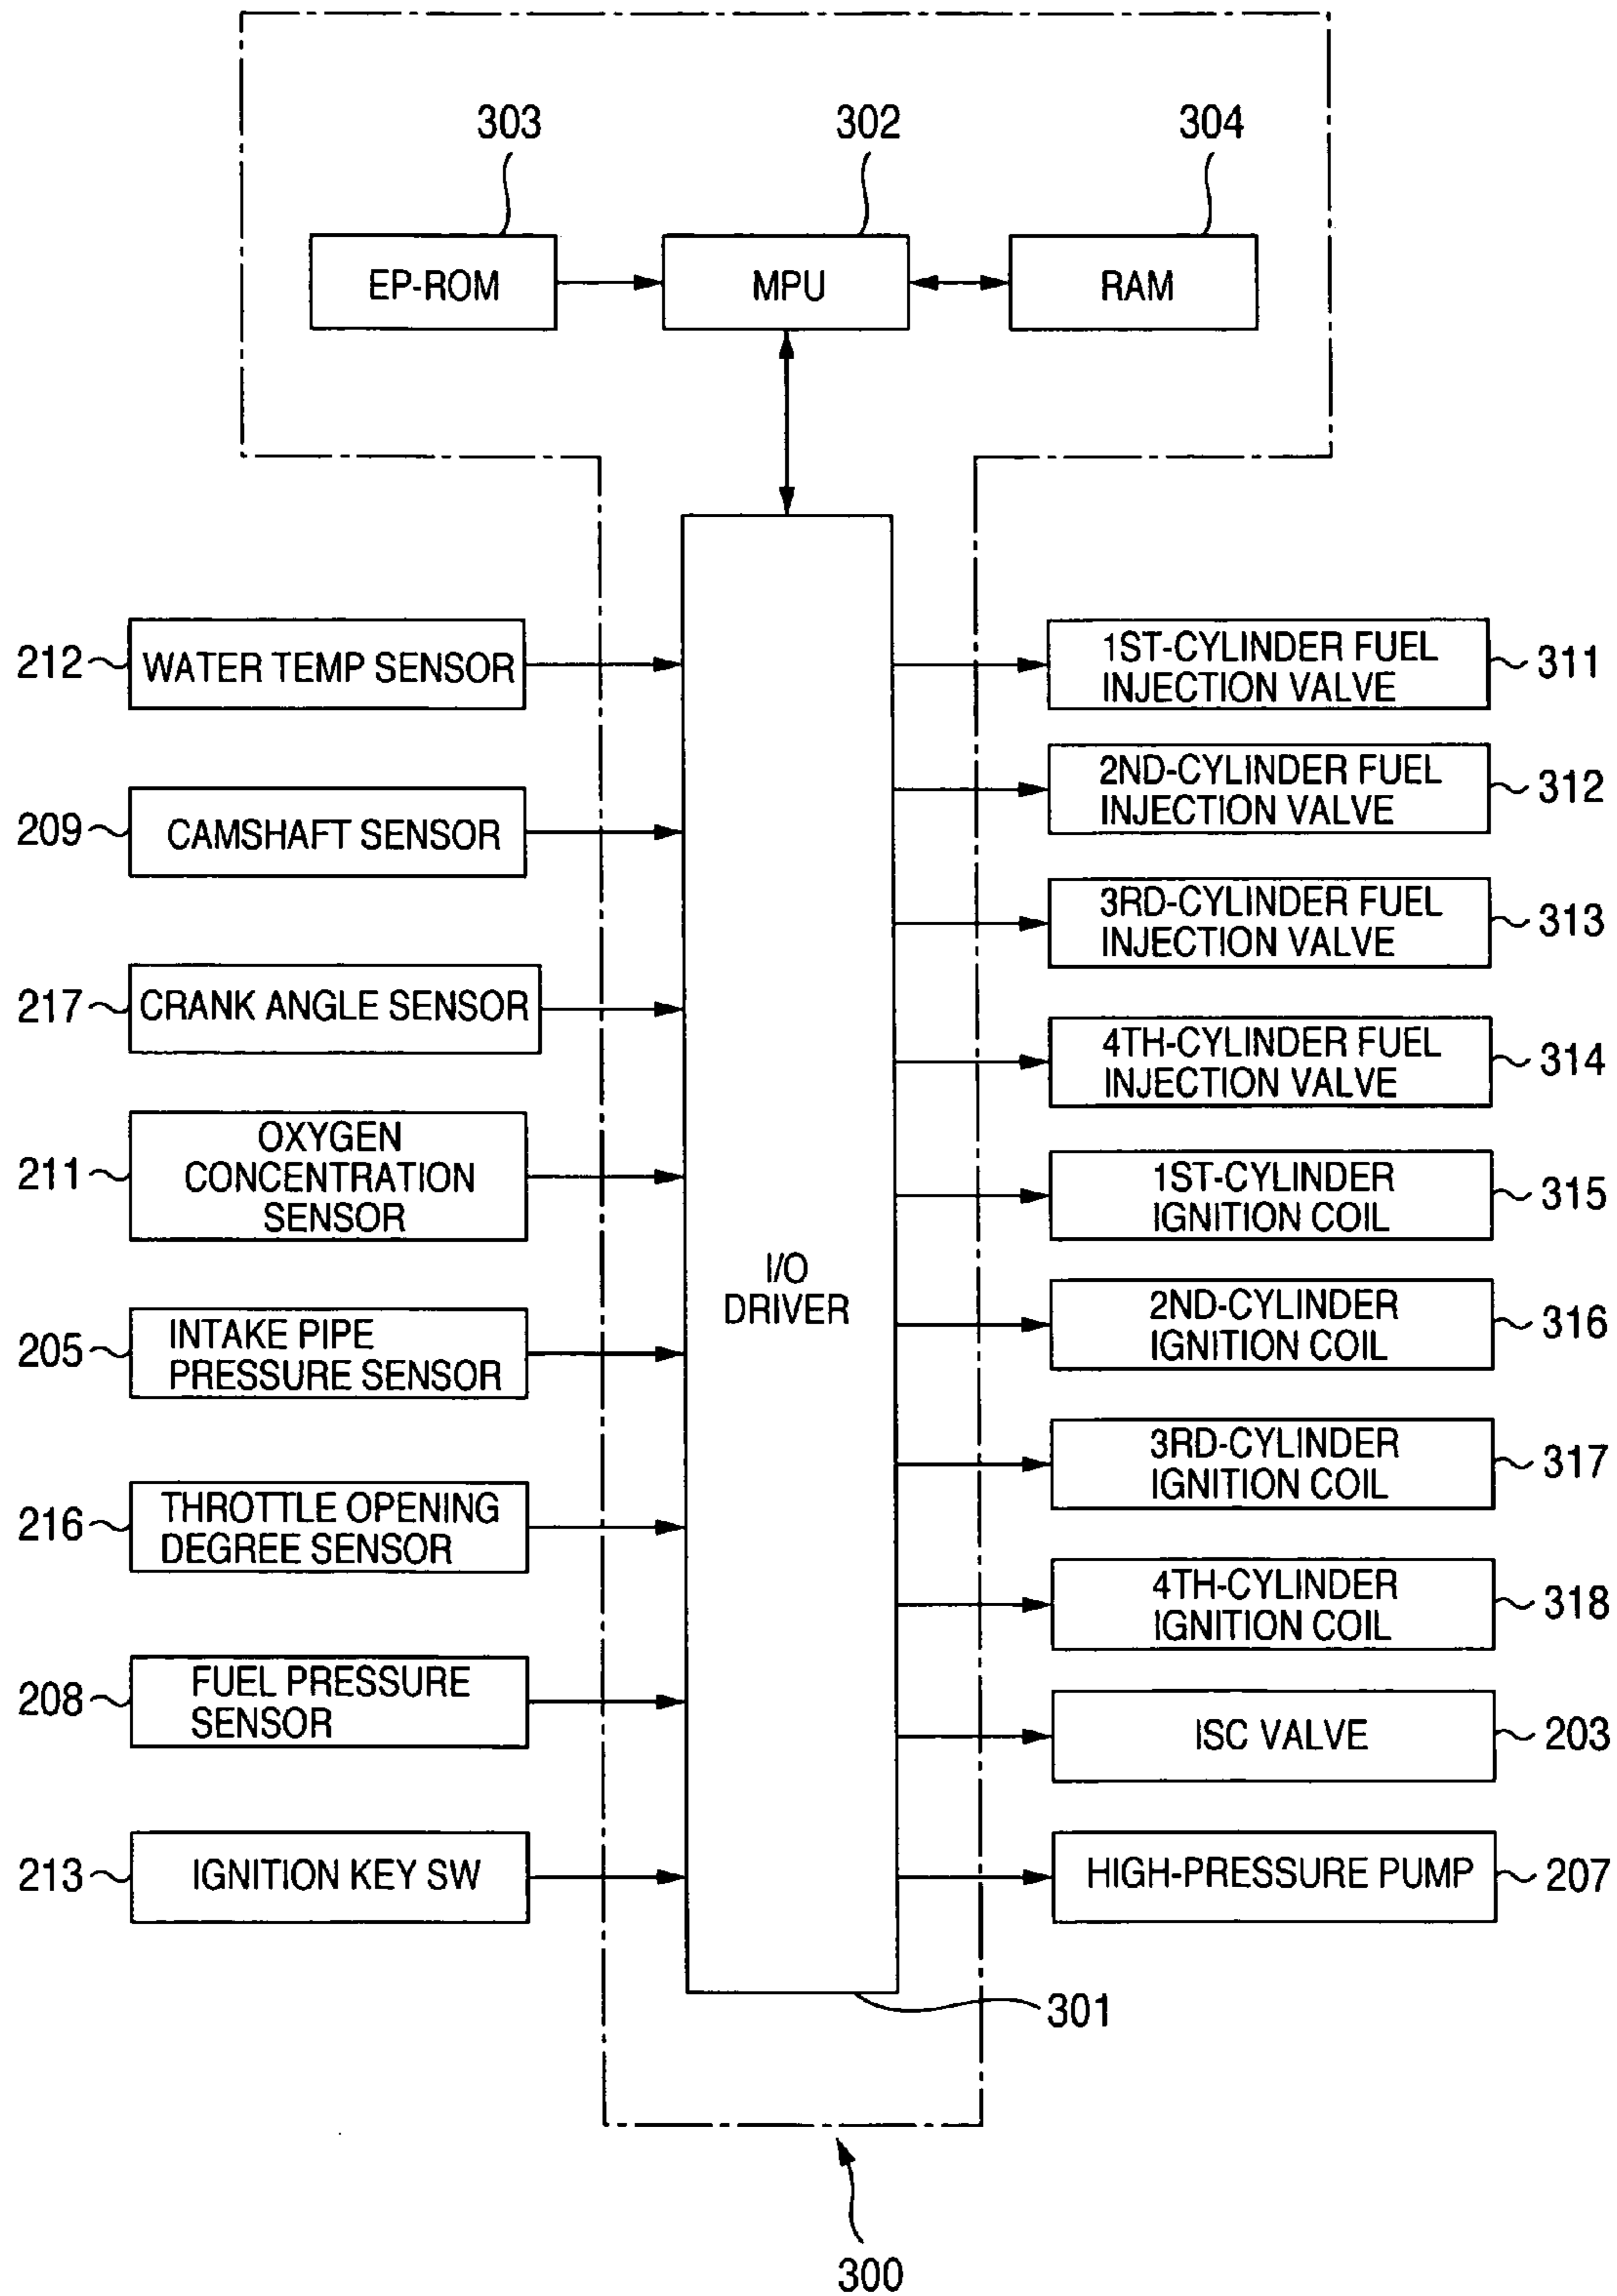 303
302
304
EP-ROM
MPU
RAM
212
WATER TEMP SENSOR
209
CAMSHAFT SENSOR
217
CRANK ANGLE SENSOR
211
OXYGEN
CONCENTRATION
SENSOR
205
INTAKE PIPE
PRESSURE SENSOR
216
THROTTLE OPENING
DEGREE SENSOR
208
FUEL PRESSURE
SENSOR
213
IGNITION KEY SW
I/O
DRIVER
1ST-CYLINDER FUEL
INJECTION VALVE
311
2ND-CYLINDER FUEL
INJECTION VALVE
312
3RD-CYLINDER FUEL
INJECTION VALVE
313
4TH-CYLINDER FUEL
INJECTION VALVE
314
1ST-CYLINDER
IGNITION COIL
315
2ND-CYLINDER
IGNITION COIL
316
3RD-CYLINDER
IGNITION COIL
317
4TH-CYLINDER
IGNITION COIL
318
ISC VALVE
203
HIGH-PRESSURE PUMP
207
301
300